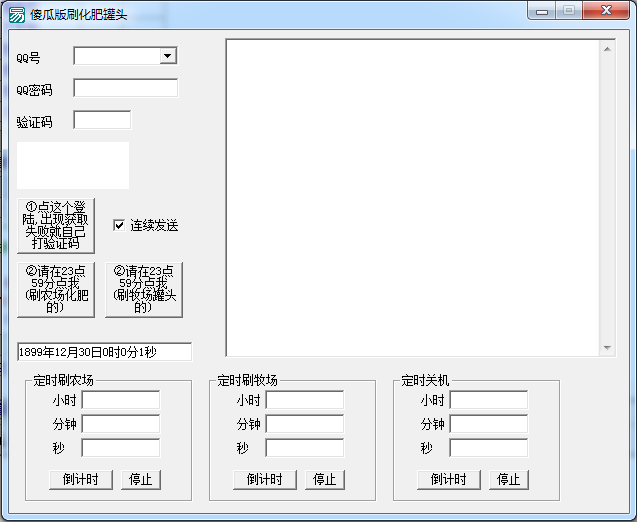 傻瓜版刷化肥罐头
QQ号
QQ密码
验证码
①点这个登
陆,出现获取
失败就自己
打验证码
连续发送
②请在23点
59分点我
(刷农场化肥
的)
②请在23点
59分点我
(刷牧场罐头
的)
1899年12月30日0时0分1秒
定时刷农场
小时
分钟
秒
倒计时
停止
定时刷牧场
小时
分钟
秒
倒计时
停止
定时关机
小时
分钟
秒
倒计时
停止